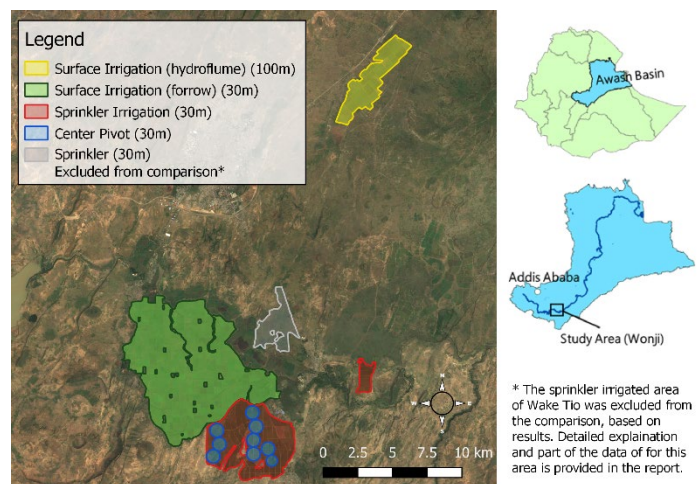 Legend
Surface Irrigation (hydroflume) (100m)
Surface Irrigation (forrow) (30m)
Sprinkler Irrigation (30m)
Center Pivot (30m)
Sprinkler (30m)
Excluded from comparison*
N
W
E
S
0 2.5 5 7.5 10 km
Awash Basin
Addis Ababa
Study Area (Wonji)
* The sprinkler irrigated area
of Wake Tio was excluded from
the comparison, based on
results. Detailed explaination
and part of the data of for this
area is provided in the report.